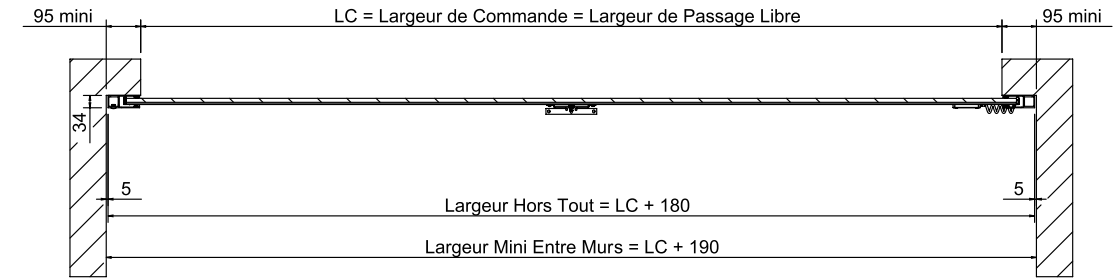 95 mini
LC = Largeur de Commande = Largeur de Passage Libre
95 mini
34
5
5
Largeur Hors Tout = LC + 180
Largeur Mini Entre Murs = LC + 190